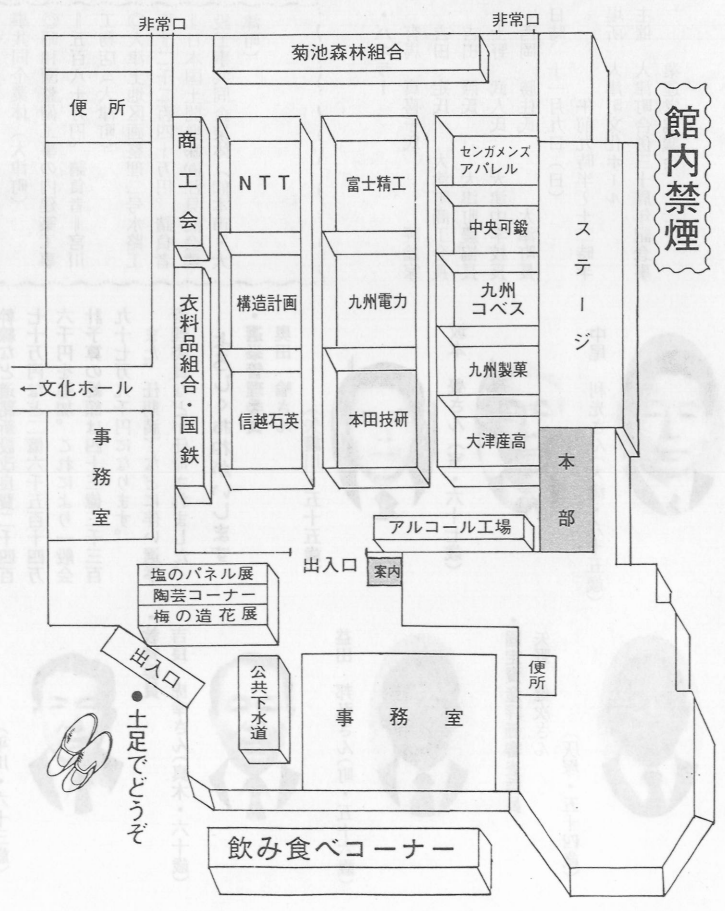 非常口
非常口
菊池森林組合
便所
館内禁煙
商工会
NTT
富士精工
センガメンズ
アパレル
中央可鍛
ステージ
構造計画
九州電力
九州
コベス
衣料品組合・国鉄
九州製菓
信越石英
本田技研
大津産高
←文化ホール
事務室
本部
アルコール工場
出入口
案内
塩のパネル展
陶芸コーナー
梅の造花展
出入口
公共下水道
事務室
便所
●土足でどうぞ
飲み食べコーナー